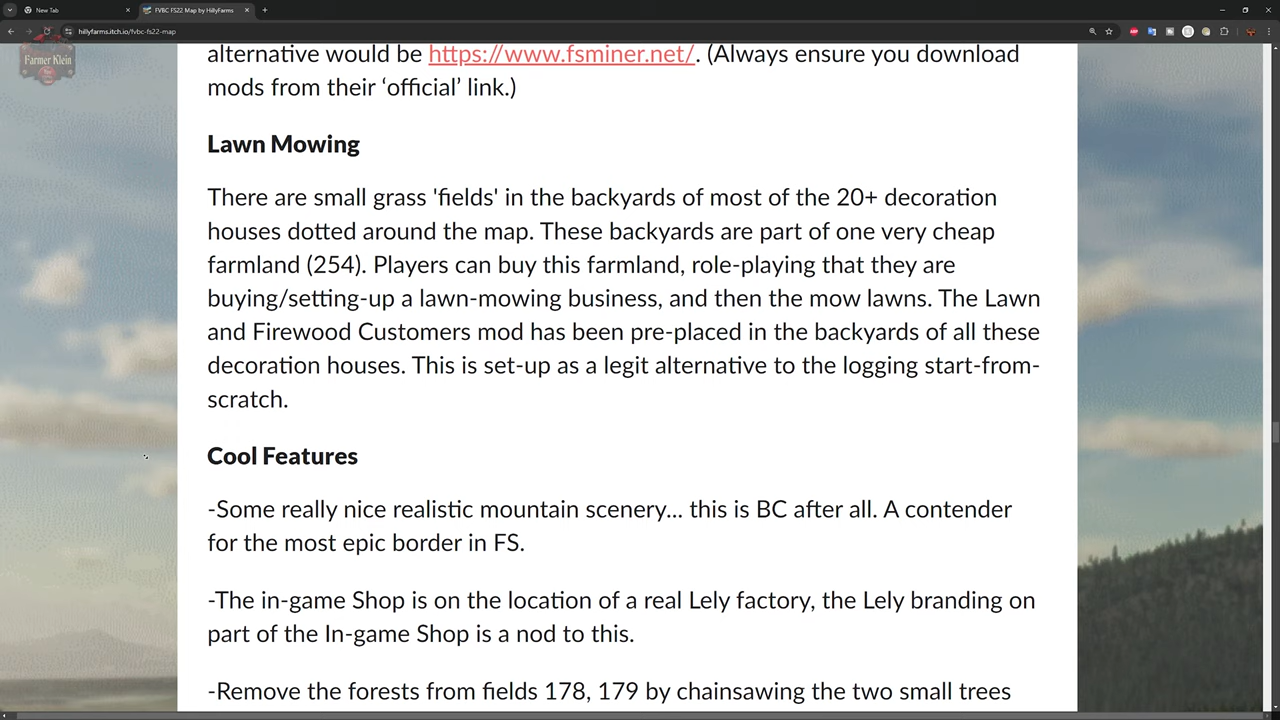 New Tab
FVBC FS22 Map by HillyFarms
hillyfarms.itch.io/fvbc-fs22-map
Farmer Klein
alternative would be https://www.fsminer.net/. (Always ensure you download
mods from their ‘official’ link.)
Lawn Mowing
There are small grass 'fields' in the backyards of most of the 20+ decoration
houses dotted around the map. These backyards are part of one very cheap
farmland (254). Players can buy this farmland, role-playing that they are
buying/setting-up a lawn-mowing business, and then the mow lawns. The Lawn
and Firewood Customers mod has been pre-placed in the backyards of all these
decoration houses. This is set-up as a legit alternative to the logging start-from-
scratch.
Cool Features
-Some really nice realistic mountain scenery... this is BC after all. A contender
for the most epic border in FS.
-The in-game Shop is on the location of a real Lely factory, the Lely branding on
part of the In-game Shop is a nod to this.
-Remove the forests from fields 178, 179 by chainsawing the two small trees